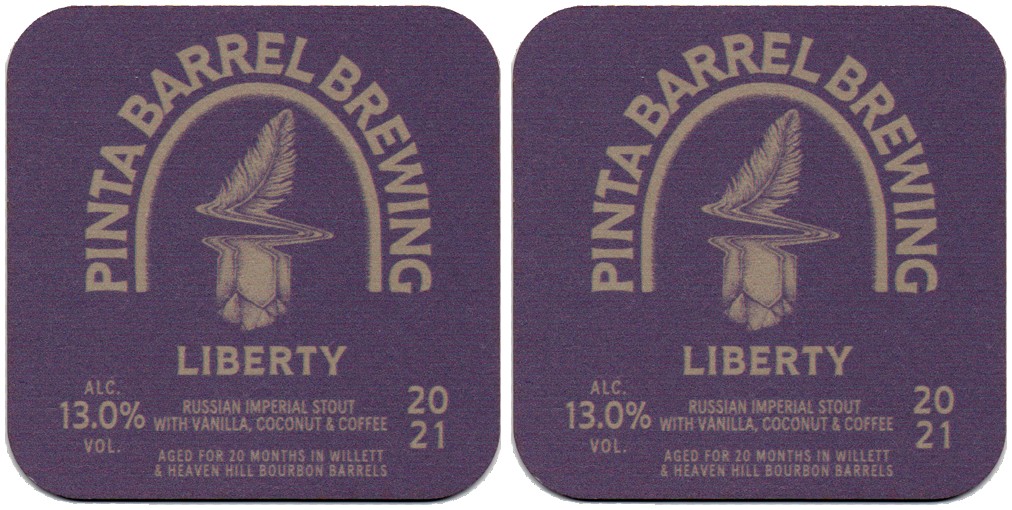 PINTA BARREL BREWING
LIBERTY
ALC.
13.0%
VOL.
RUSSIAN IMPERIAL STOUT
WITH VANILLA, COCONUT & COFFEE
AGED FOR 20 MONTHS IN WILLETT
& HEAVEN HILL BOURBON BARRELS
20
21
PINTA BARREL BREWING
LIBERTY
ALC.
13.0%
VOL.
RUSSIAN IMPERIAL STOUT
WITH VANILLA, COCONUT & COFFEE
AGED FOR 20 MONTHS IN WILLETT
& HEAVEN HILL BOURBON BARRELS
20
21